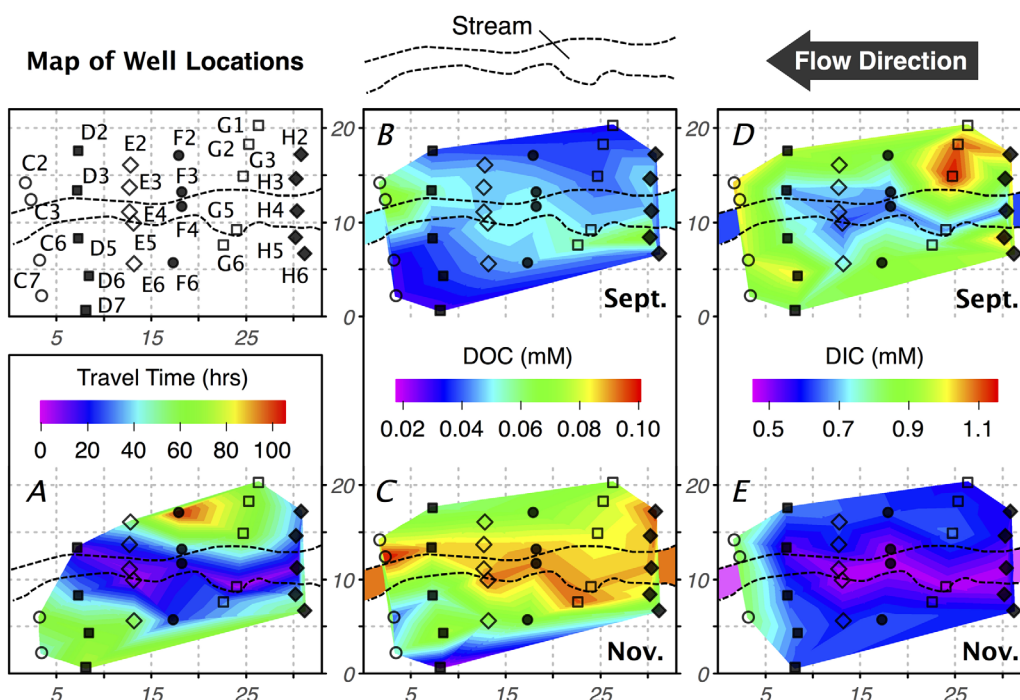 Stream
Map of Well Locations
Flow Direction
G1
D2
E2
F2
G2
G3
H2
C2
D3
E3
F3
H3
C3
E4
G5
H4
C6
D5
E5
F4
G6
H5
C7
D6
E6
F6
H6
D7
5 15 25
B
Sept.
20
10
0
D
Sept.
20
10
0
Travel Time (hrs)
0 20 40 60 80 100
DOC (mM)
0.02 0.04 0.06 0.08 0.10
DIC (mM)
0.5 0.7 0.9 1.1
A
5 15 25
C
Nov.
20
10
0
5 15 25
E
Nov.
20
10
0
5 15 25